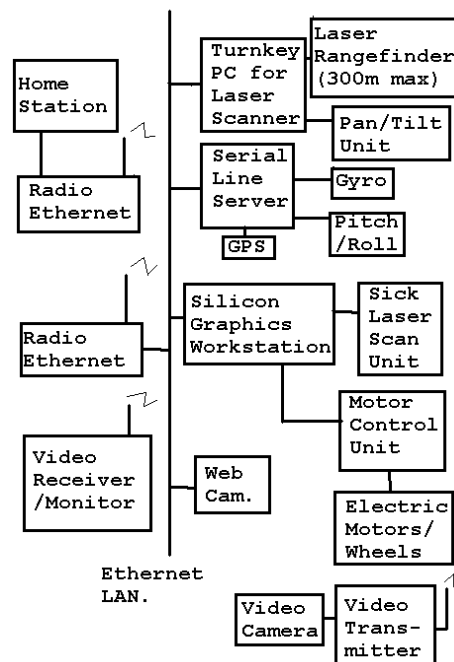 Home
Station
Radio
Ethernet
Turnkey
PC for
Laser
Scanner
Laser
Rangefinder
(300m max)
Pan/Tilt
Unit
Serial
Line
Server
Gyro
Pitch
/Roll
GPS
Radio
Ethernet
Silicon
Graphics
Workstation
Sick
Laser
Scan
Unit
Motor
Control
Unit
Video
Receiver
/Monitor
Web
Cam.
Electric
Motors/
Wheels
Ethernet
LAN.
Video
Camera
Video
Trans-
mitter